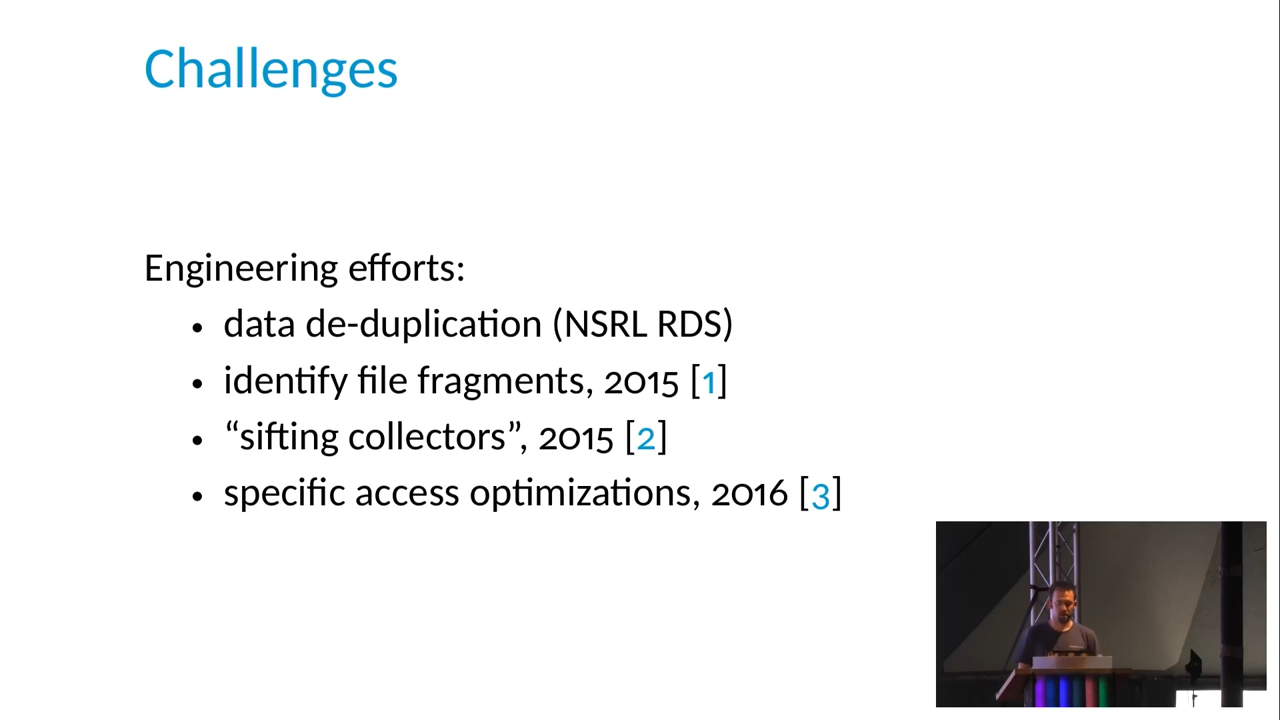 Challenges
Engineering efforts:
• data de-duplication (NSRL RDS)
• identify file fragments, 2015 [1]
• “sifting collectors”, 2015 [2]
• specific access optimizations, 2016 [3]